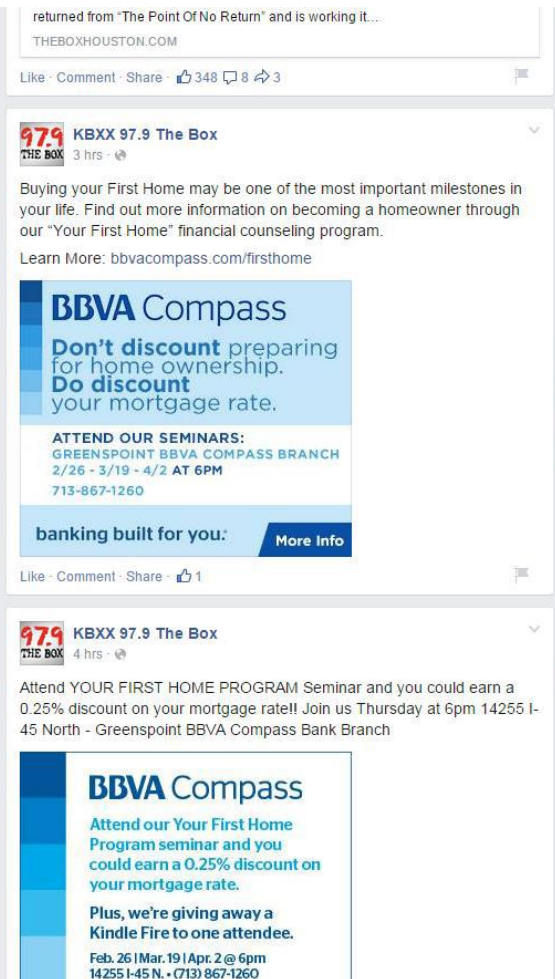 returned from "The Point Of No Return" and is working it...
THEBOXHOUSTON.COM
Like · Comment · Share · 348 8 3
97.9
THE BOX
KBXX 97.9 The Box
3 hrs ·
Buying your First Home may be one of the most important milestones in
your life. Find out more information on becoming a homeowner through
our "Your First Home" financial counseling program.
Learn More: bbvacompass.com/firsthome
BBVA Compass
Don't discount preparing
for home ownership.
Do discount
your mortgage rate.
ATTEND OUR SEMINARS:
GREENSPOINT BBVA COMPASS BRANCH
2/26 - 3/19 - 4/2 AT 6PM
713-867-1260
banking built for you.®
More Info
Like · Comment · Share · 1
97.9
THE BOX
KBXX 97.9 The Box
4 hrs ·
Attend YOUR FIRST HOME PROGRAM Seminar and you could earn a
0.25% discount on your mortgage rate!! Join us Thursday at 6pm 14255 I-
45 North - Greenspoint BBVA Compass Bank Branch
BBVA Compass
Attend our Your First Home
Program seminar and you
could earn a 0.25% discount on
your mortgage rate.
Plus, we're giving away a
Kindle Fire to one attendee.
Feb. 26 | Mar. 19 | Apr. 2 @ 6pm
14255 I-45 N. • (713) 867-1260